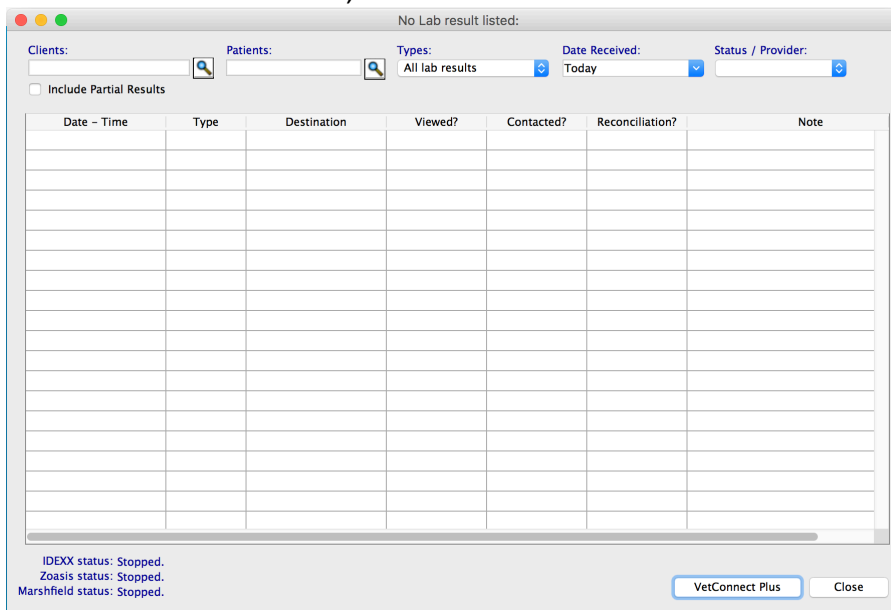 No Lab result listed:
Clients: Patients: Types: Date Received: Status / Provider:
All lab results Today
Include Partial Results
Date – Time Type Destination Viewed? Contacted? Reconciliation? Note
IDEXX status: Stopped.
Zoasis status: Stopped.
Marshfield status: Stopped.
VetConnect Plus Close